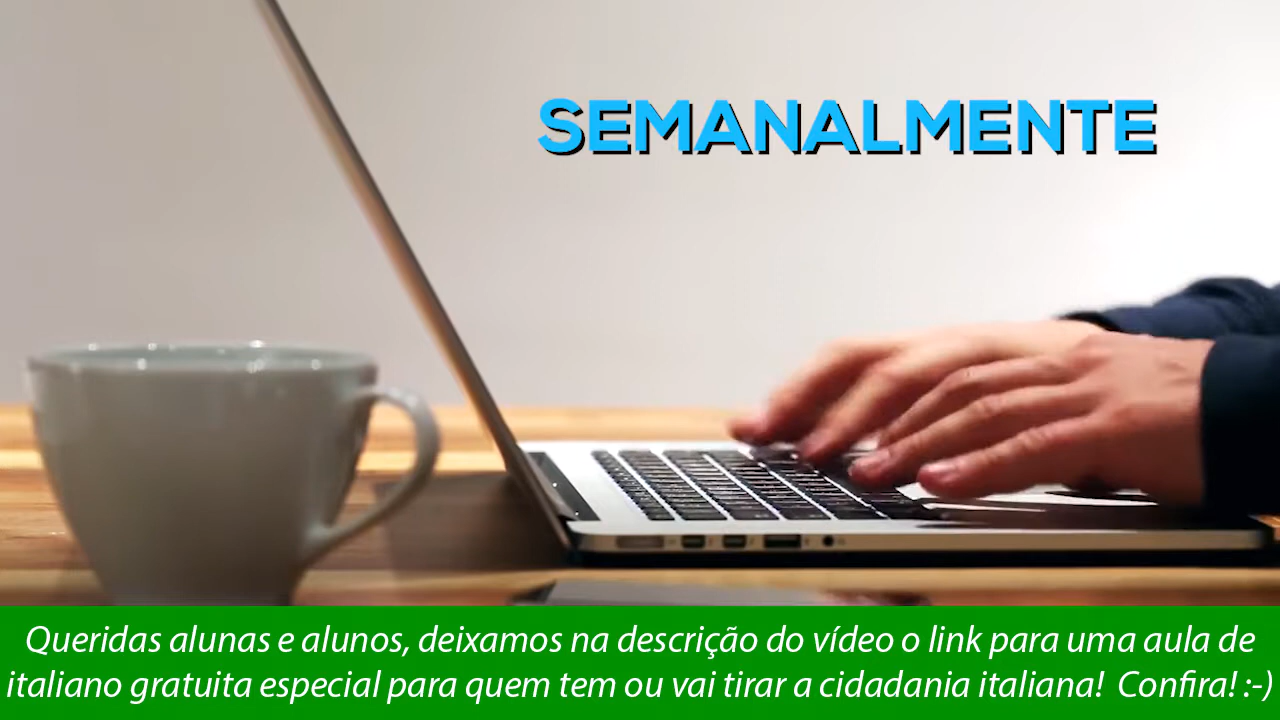 SEMANALMENTE
Queridas alunas e alunos, deixamos na descrição do vídeo o link para uma aula de
italiano gratuita especial para quem tem ou vai tirar a cidadania italiana!  Confira! :-)